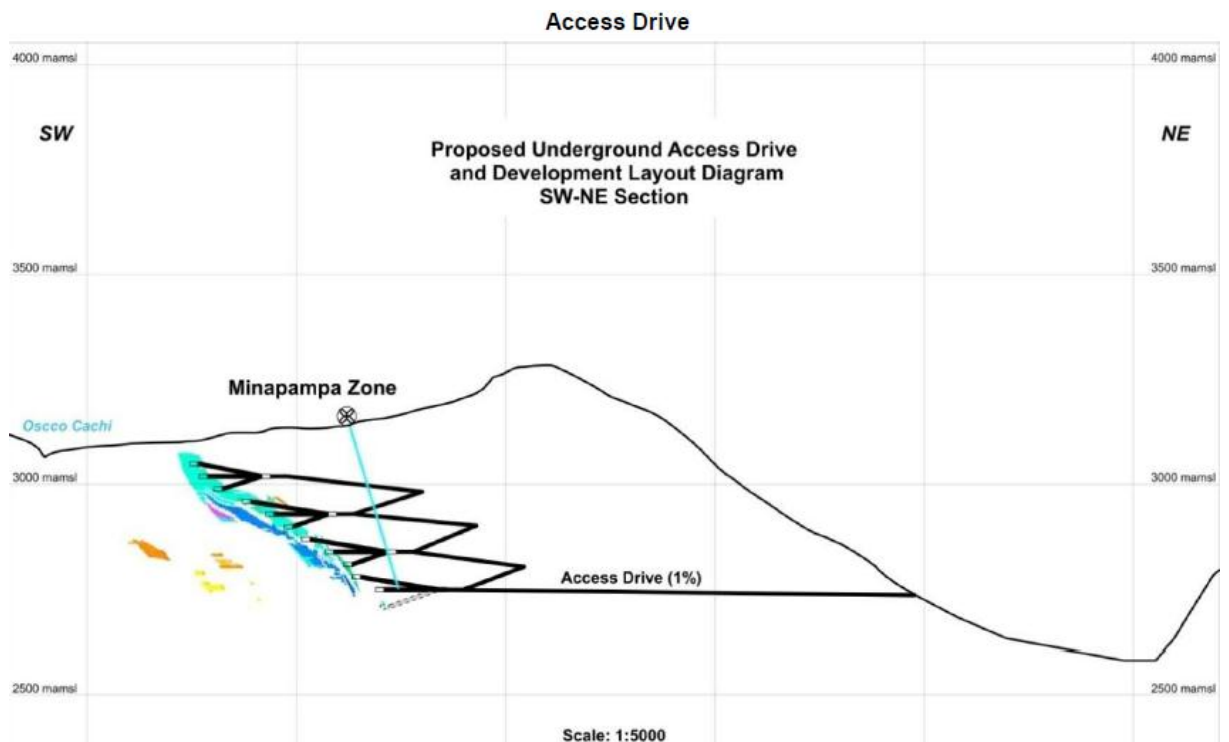 Access Drive
4000 mamsl
4000 mamsl
SW
NE
Proposed Underground Access Drive
and Development Layout Diagram
SW-NE Section
3500 mamsl
3500 mamsl
Minapampa Zone
Oscco Cachi
3000 mamsl
3000 mamsl
Access Drive (1%)
2500 mamsl
2500 mamsl
Scale: 1:5000